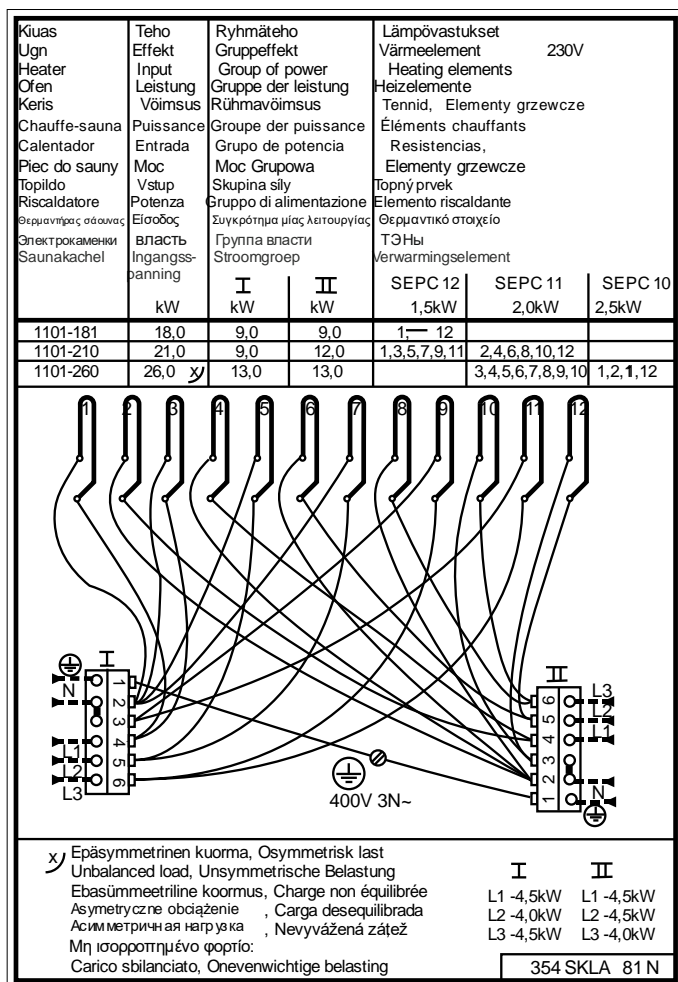 Kiuas Teho Ryhmäteho Lämpövastukset
Ugn Effekt Gruppeffekt Värmeelement 230V
Heater Input Group of power Heating elements
Ofen Leistung Gruppe der leistung Heizelemente
Keris Vöimsus Rühmavöimsus Tennid, Elementy grzewcze
Chauffe-sauna Puissance Groupe der puissance Éléments chauffants
Calentador Entrada Grupo de potencia Resistencias,
Piec do sauny Moc Moc Grupowa Elementy grzewcze
Topildo Vstup Skupina síly Topný prvek
Riscaldatore Potenza Gruppo di alimentazione Elemento riscaldante
Θερμαντήρας σάουνας Είσοδος Συγκρότημα μίας λειτουργίας Θερμαντικό στοιχείο
Электрокаменки власть Группа власти ТЭНы
Saunakachel Ingangss-panning Stroomgroep Verwarmingselement
I II SEPC 12 SEPC 11 SEPC 10
kW kW kW 1,5kW 2,0kW 2,5kW
1101-181 18,0 9,0 9,0 1,— 12
1101-210 21,0 9,0 12,0 1,3,5,7,9,11 2,4,6,8,10,12
1101-260 26,0 x) 13,0 13,0 3,4,5,6,7,8,9,10 1,2,11,12
1 2 3 4 5 6 7 8 9 10 11 12
I
N
L1
L2
L3
1 2 3 4 5 6
400V 3N~
II
L3
L2
L1
N
6 5 4 3 2 1
x) Epäsymmetrinen kuorma, Osymmetrisk last
Unbalanced load, Unsymmetrische Belastung
Ebasümmeetriline koormus, Charge non équilibrée
Asymetryczne obciążenie , Carga desequilibrada
Асимметричная нагрузка , Nevyvážená zátež
Μη ισορροπημένο φορτίο:
Carico sbilanciato, Onevenwichtige belasting
I II
L1 -4,5kW L1 -4,5kW
L2 -4,0kW L2 -4,5kW
L3 -4,5kW L3 -4,0kW
354 SKLA 81 N